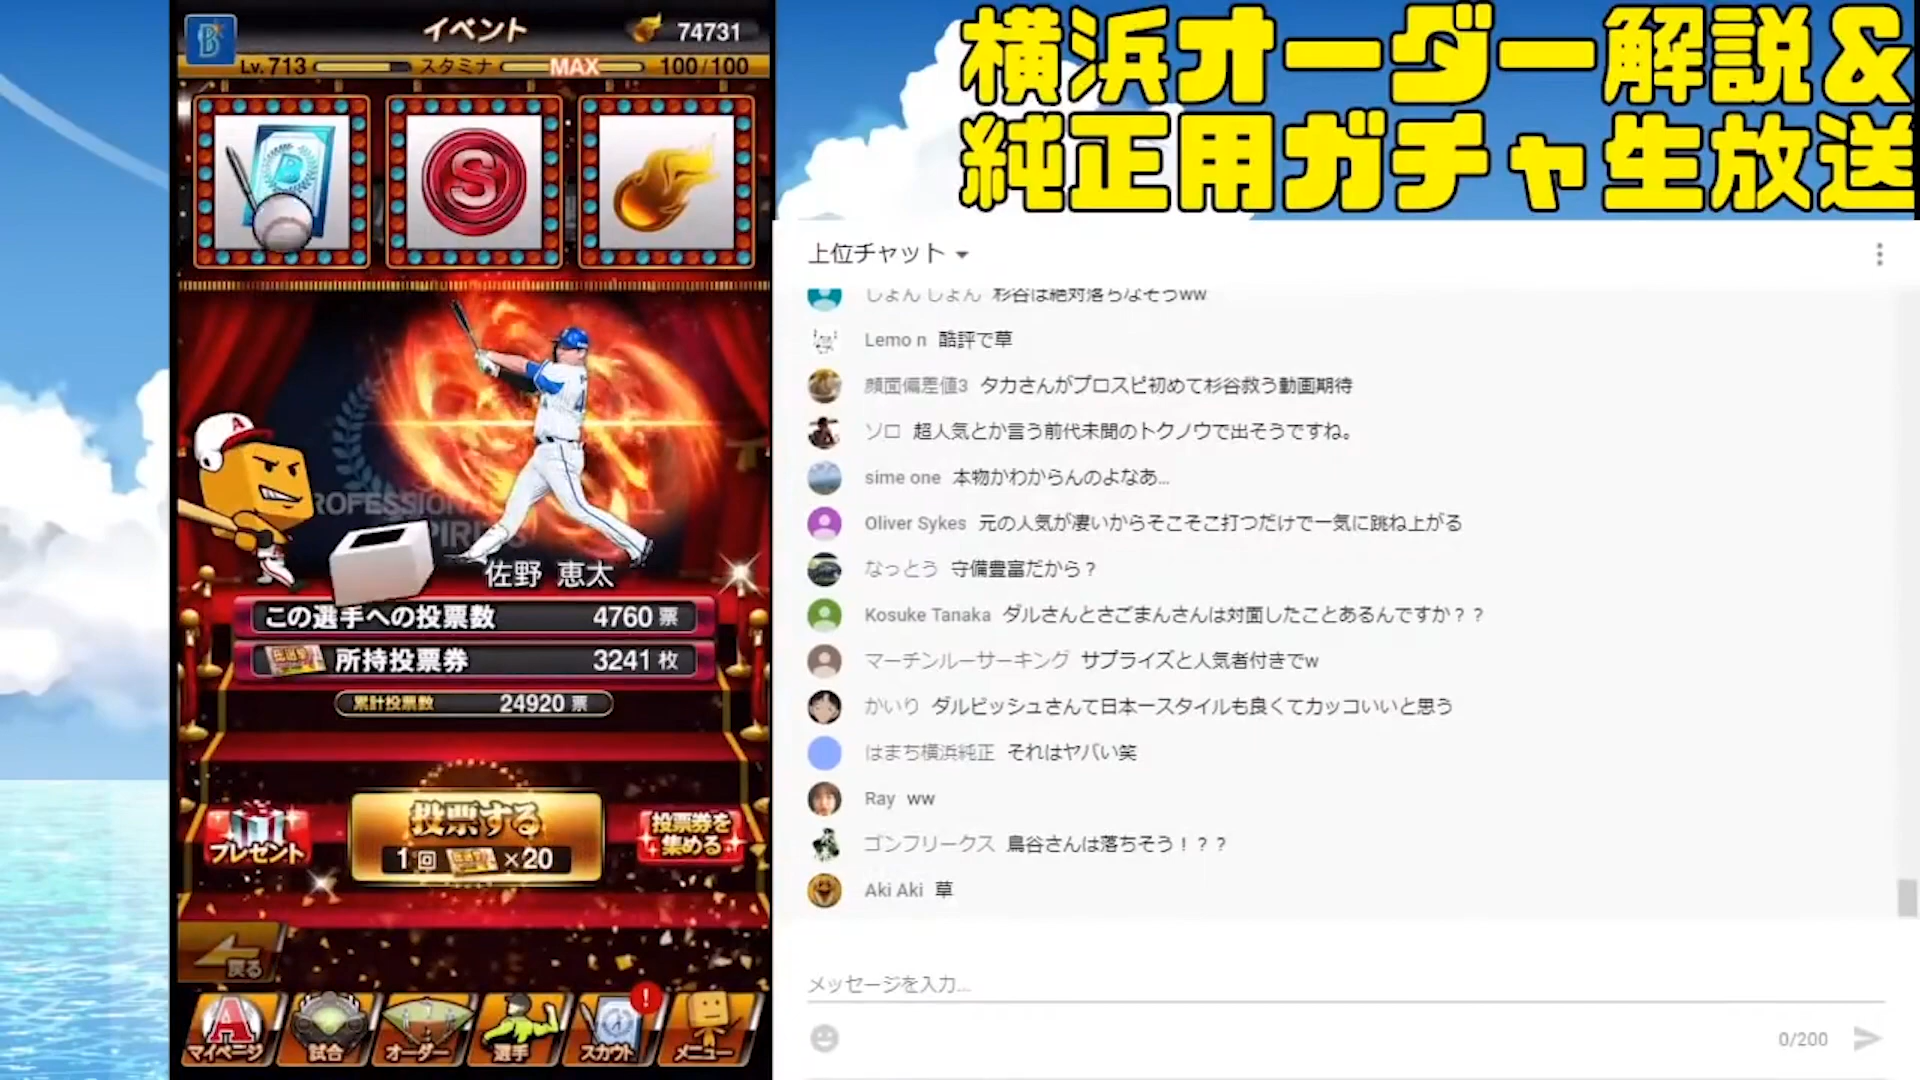 イベント
74731
Lv.713 スタミナ MAX 100/100
佐野 恵太
この選手への投票数 4760 票
所持投票券 3241 枚
累計投票数 24920 票
プレゼント
投票する
1回 ×20
投票券を
集める
戻る
マイページ
試合
オーダー
選手
スカウト
メニュー
横浜オーダー解説&
純正用ガチャ生放送
上位チャット
しょん しょん 杉谷は絶対落ちなそうww
Lemo n 酷評で草
顔面偏差値3 タカさんがプロスピ初めて杉谷救う動画期待
ソロ 超人気とか言う前代未聞のトクノウで出そうですね。
sime one 本物かわからんのよなあ...
Oliver Sykes 元の人気が凄いからそこそこ打つだけで一気に跳ね上がる
なっとう 守備豊富だから？
Kosuke Tanaka ダルさんとさごまんさんは対面したことあるんですか？？
マーチンルーサーキング サプライズと人気者付きでw
かいり ダルビッシュさんて日本一スタイルも良くてカッコいいと思う
はまち横浜純正 それはヤバい笑
Ray ww
ゴンフリークス 鳥谷さんは落ちそう！？？
Aki Aki 草
メッセージを入力...
0/200